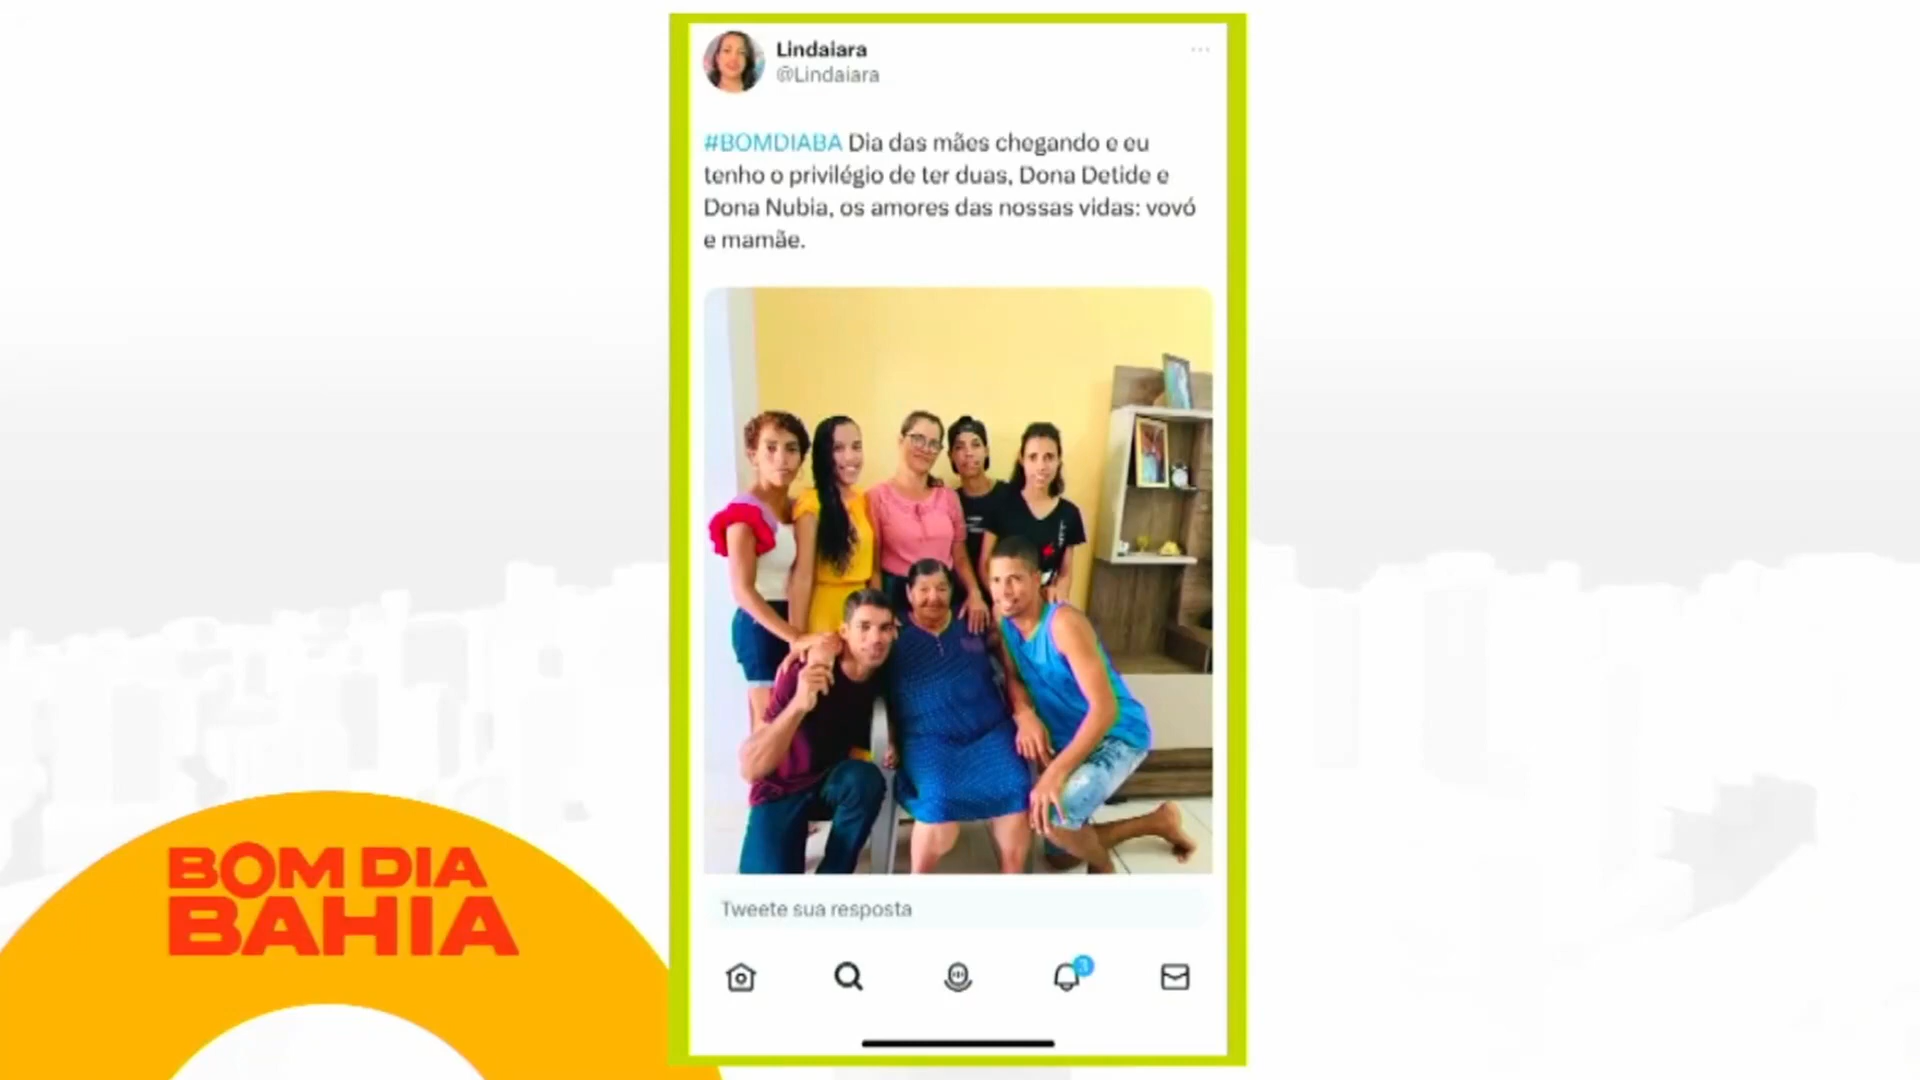 Lindaiara
@Lindaiara
#BOMDIABA Dia das mães chegando e eu
tenho o privilégio de ter duas, Dona Detide e
Dona Nubia, os amores das nossas vidas: vovó
e mamãe.
Tweete sua resposta
3
BOM DIA
BAHIA